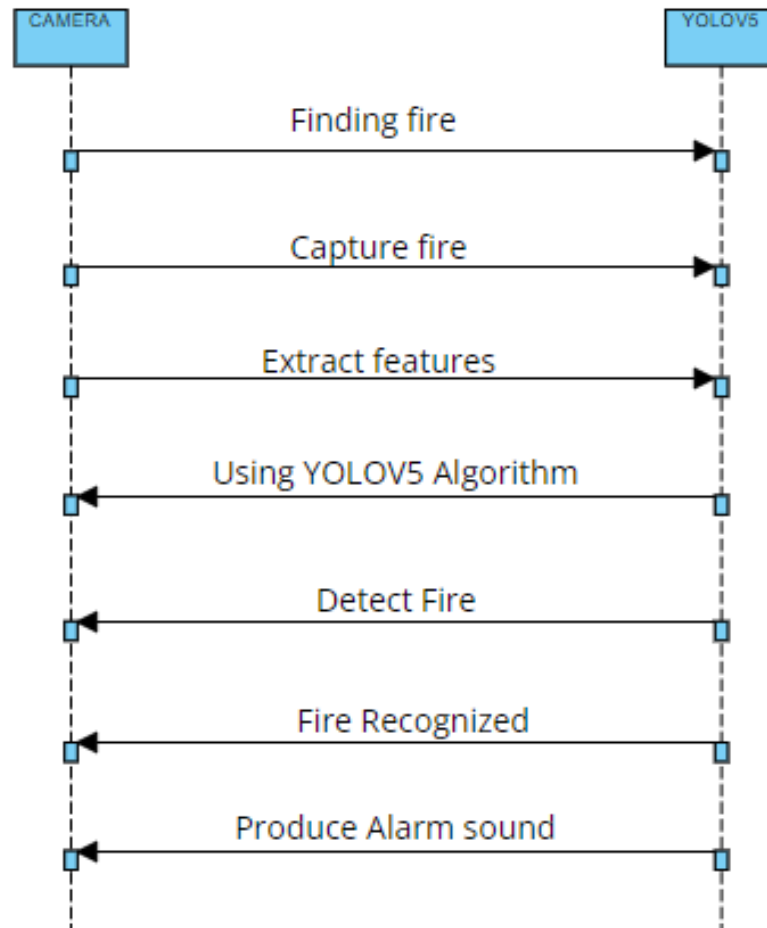 CAMERA
YOLOV5
Finding fire
Capture fire
Extract features
Using YOLOV5 Algorithm
Detect Fire
Fire Recognized
Produce Alarm sound